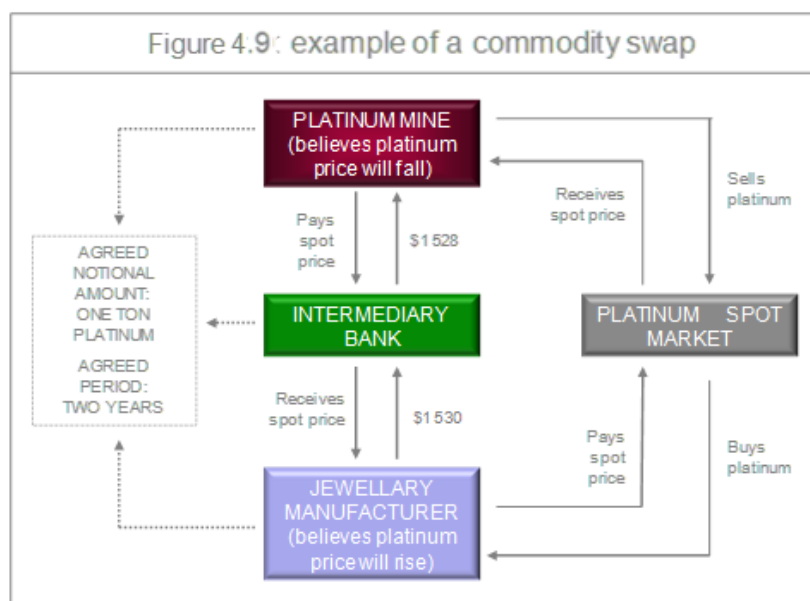 Figure 4.9: example of a commodity swap
PLATINUM MINE
(believes platinum
price will fall)
Pays
spot
price
$1 528
Receives
spot price
Sells
platinum
AGREED
NOTIONAL
AMOUNT:
ONE TON
PLATINUM
AGREED
PERIOD:
TWO YEARS
INTERMEDIARY
BANK
PLATINUM SPOT
MARKET
Receives
spot price
$1 530
Pays
spot
price
Buys
platinum
JEWELLARY
MANUFACTURER
(believes platinum
price will rise)